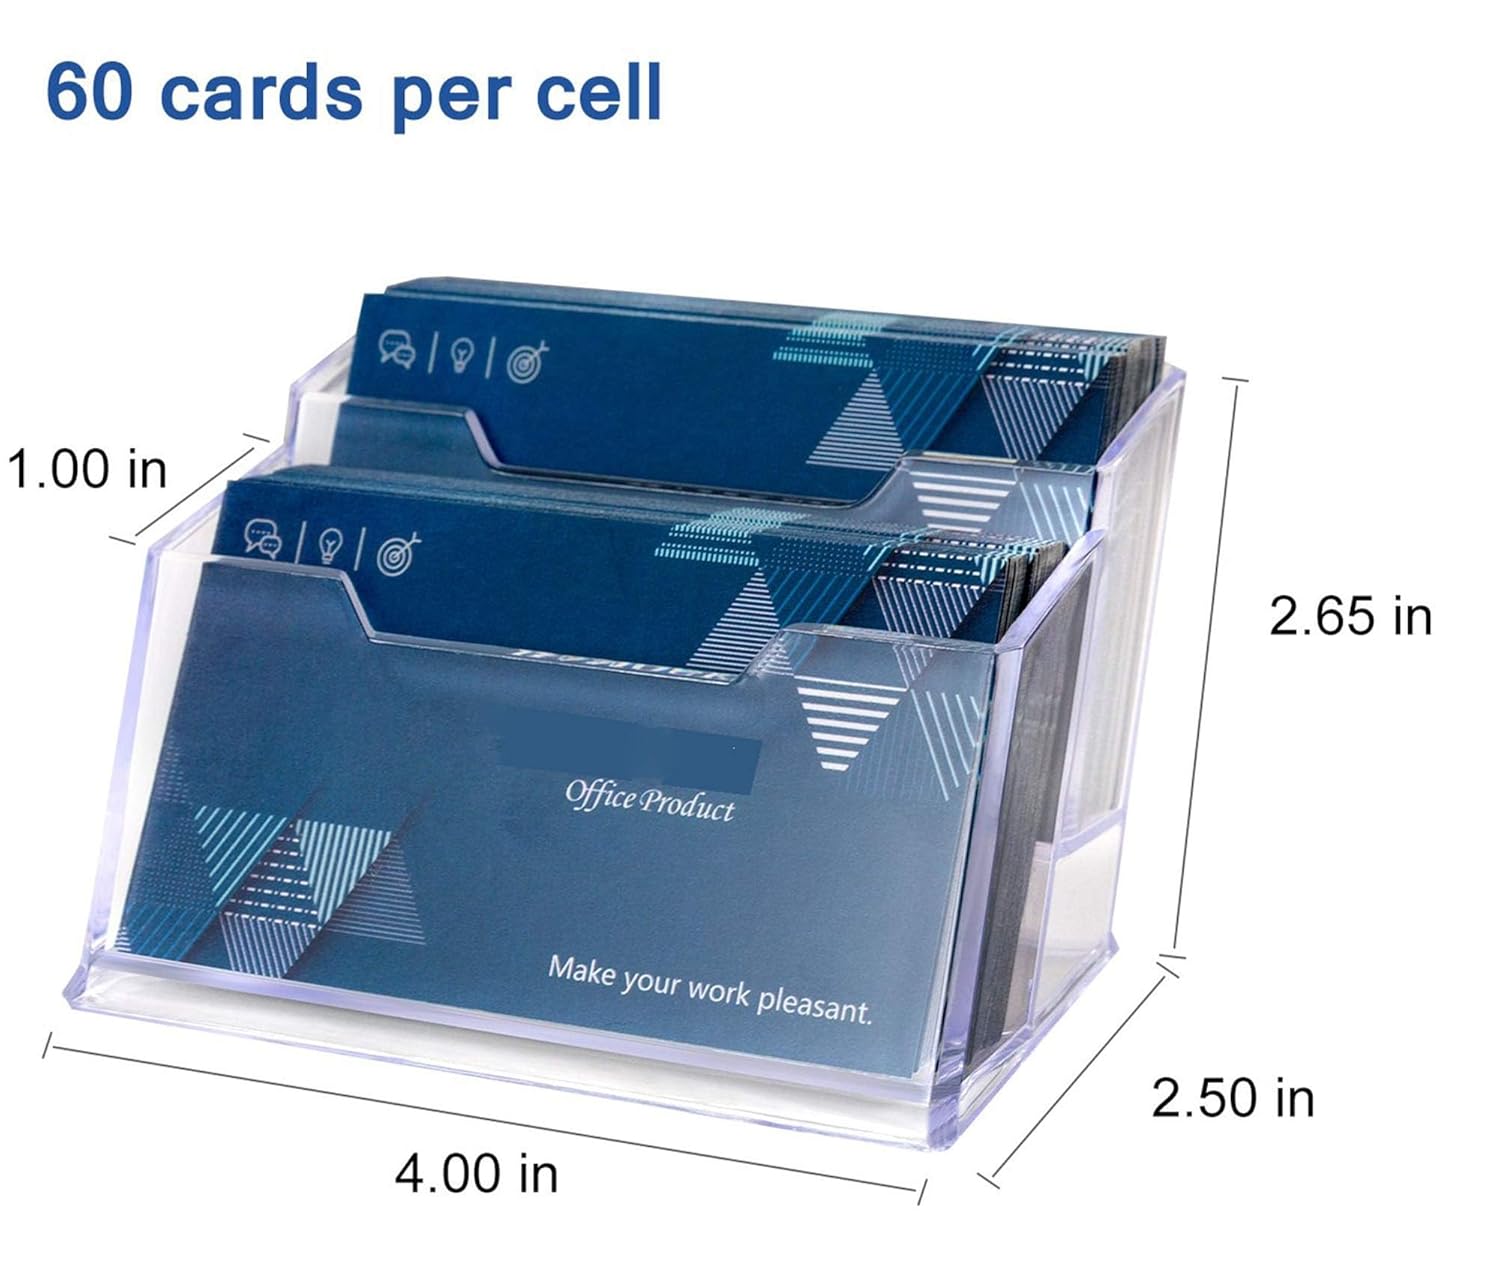 60 cards per cell
1.00 in
2.65 in
Office Product
Make your work pleasant.
2.50 in
4.00 in